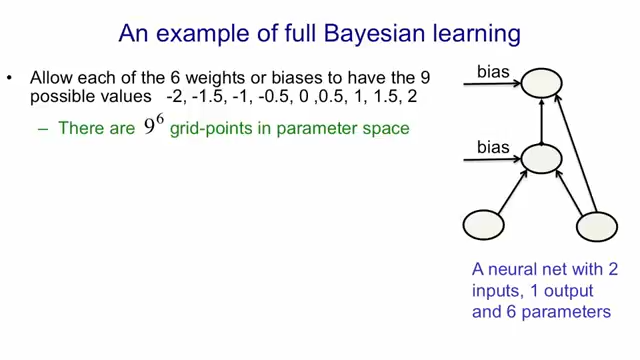 An example of full Bayesian learning
• Allow each of the 6 weights or biases to have the 9
possible values -2, -1.5, -1, -0.5, 0 ,0.5, 1, 1.5, 2
– There are 9^6 grid-points in parameter space
bias
bias
A neural net with 2
inputs, 1 output
and 6 parameters